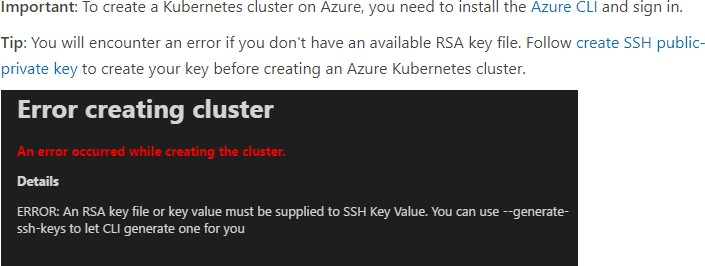 Important: To create a Kubernetes cluster on Azure, you need to install the Azure CLI and sign in.
Tip: You will encounter an error if you don't have an available RSA key file. Follow create SSH public-
private key to create your key before creating an Azure Kubernetes cluster.
Error creating cluster
An error occurred while creating the cluster.
Details
ERROR: An RSA key file or key value must be supplied to SSH Key Value. You can use --generate-
ssh-keys to let CLI generate one for you